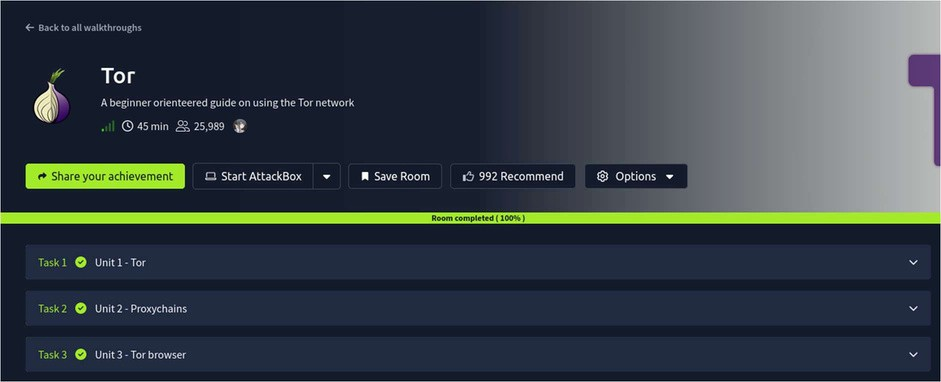 Back to all walkthroughs
Tor
A beginner orienteered guide on using the Tor network
45 min 25,989
Share your achievement Start AttackBox Save Room 992 Recommend Options
Room completed ( 100% )
Task 1 Unit 1 - Tor
Task 2 Unit 2 - Proxychains
Task 3 Unit 3 - Tor browser